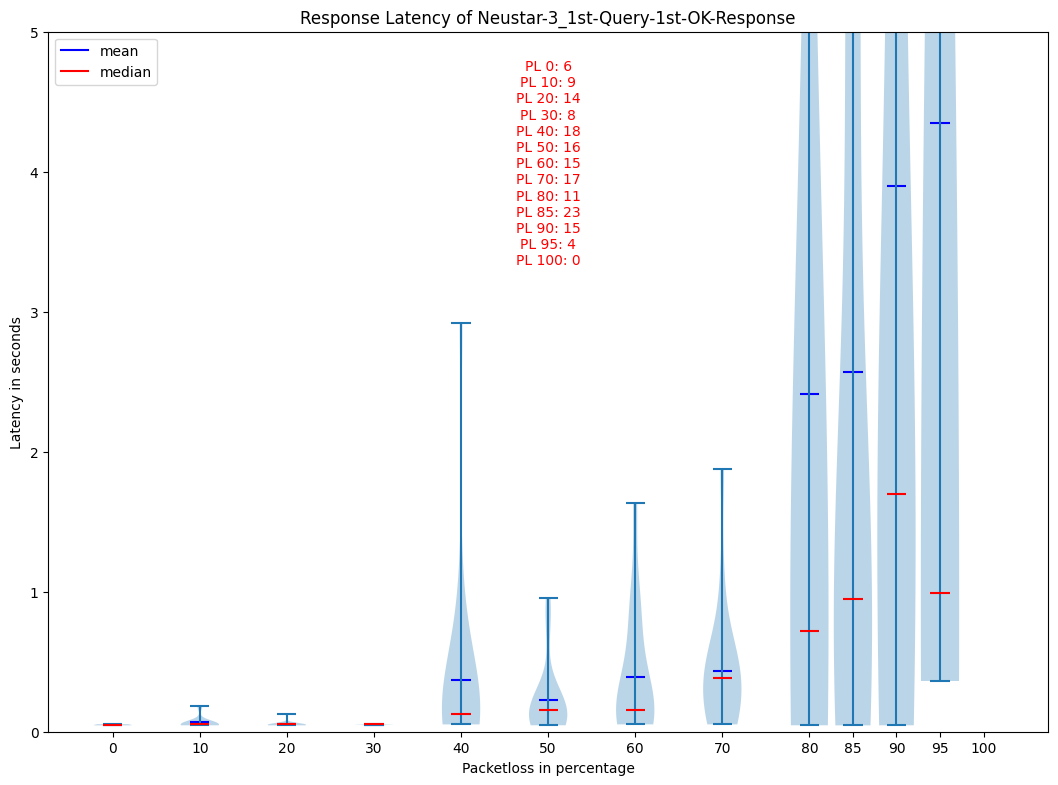 Response Latency of Neustar-3_1st-Query-1st-OK-Response
mean
median
PL 0: 6
PL 10: 9
PL 20: 14
PL 30: 8
PL 40: 18
PL 50: 16
PL 60: 15
PL 70: 17
PL 80: 11
PL 85: 23
PL 90: 15
PL 95: 4
PL 100: 0
5
4
3
2
1
0
Latency in seconds
0 10 20 30 40 50 60 70 80 85 90 95 100
Packetloss in percentage